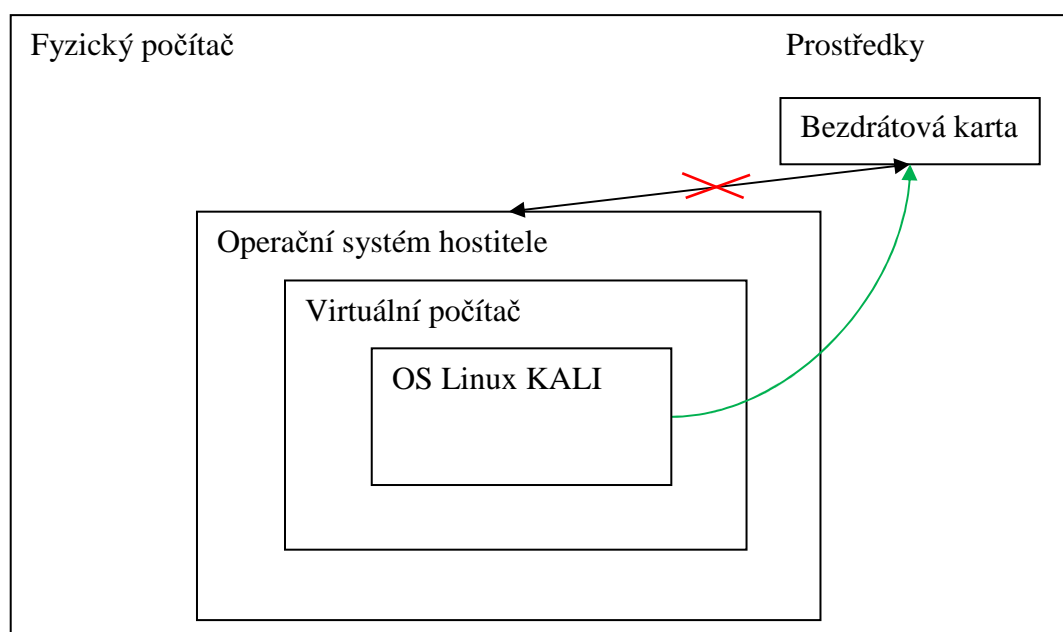 Fyzický počítač
Prostředky
Bezdrátová karta
Operační systém hostitele
Virtuální počítač
OS Linux KALI